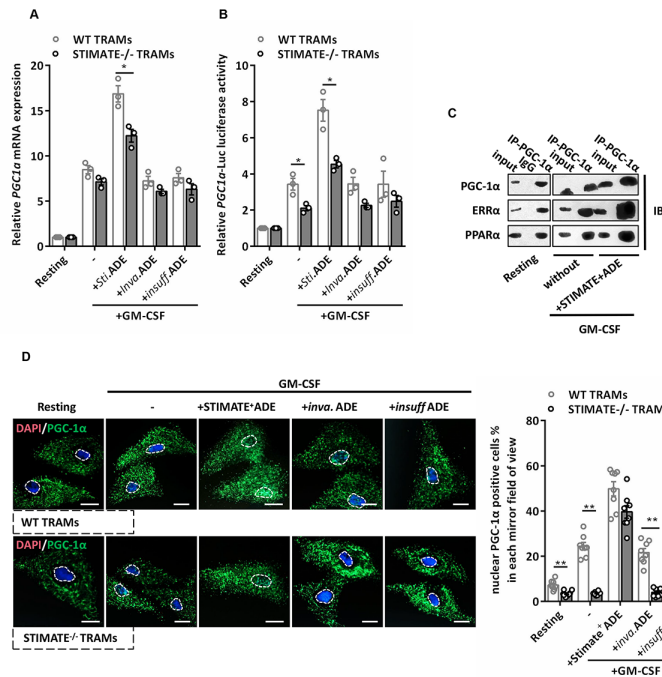 A
WT TRAMs
STIMATE-/- TRAMs
Relative PGC1α mRNA expression
20
15
10
5
0
*
Resting
-
+Sti.ADE
+Inva.ADE
+insuff.ADE
+GM-CSF
B
WT TRAMs
STIMATE-/- TRAMs
Relative PGC1α-Luc luciferase activity
10
8
6
4
2
0
*
*
Resting
-
+Sti.ADE
+Inva.ADE
+insuff.ADE
+GM-CSF
C
input
IP-PGC-1α
IgG
input
IP-PGC-1α
input
IP-PGC-1α
PGC-1α
ERRα
PPARα
IB
Resting
without
+STIMATE+ADE
GM-CSF
D
GM-CSF
Resting
-
+STIMATE+ADE
+inva. ADE
+insuff ADE
DAPI/PGC-1α
WT TRAMs
DAPI/PGC-1α
STIMATE-/- TRAMs
WT TRAMs
STIMATE-/- TRAM
nuclear PGC-1α positive cells %
in each mirror field of view
80
60
40
20
0
**
**
**
Resting
-
+Stimate+ ADE
+inva.ADE
+insuff
+GM-C